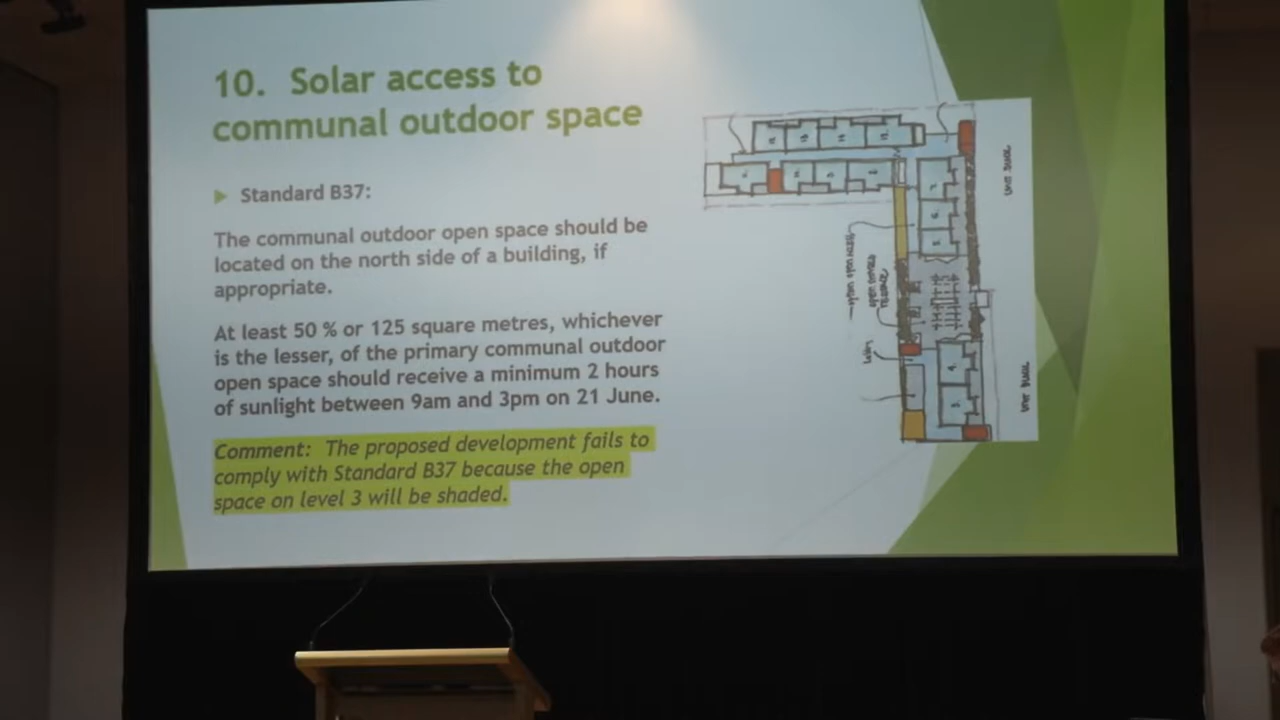 10. Solar access to
communal outdoor space
Standard B37:
The communal outdoor open space should be
located on the north side of a building, if
appropriate.
At least 50 % or 125 square metres, whichever
is the lesser, of the primary communal outdoor
open space should receive a minimum 2 hours
of sunlight between 9am and 3pm on 21 June.
Comment: The proposed development fails to
comply with Standard B37 because the open
space on level 3 will be shaded.